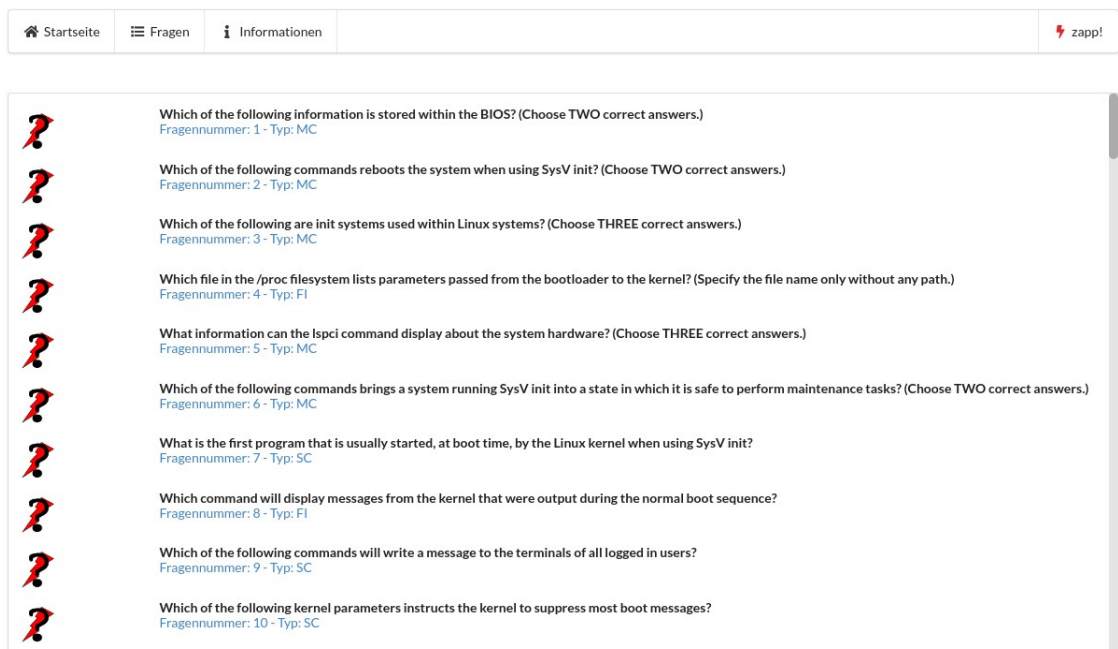 Startseite Fragen Informationen zapp!
Which of the following information is stored within the BIOS? (Choose TWO correct answers.)
Fragennummer: 1 - Typ: MC
Which of the following commands reboots the system when using SysV init? (Choose TWO correct answers.)
Fragennummer: 2 - Typ: MC
Which of the following are init systems used within Linux systems? (Choose THREE correct answers.)
Fragennummer: 3 - Typ: MC
Which file in the /proc filesystem lists parameters passed from the bootloader to the kernel? (Specify the file name only without any path.)
Fragennummer: 4 - Typ: FI
What information can the lspci command display about the system hardware? (Choose THREE correct answers.)
Fragennummer: 5 - Typ: MC
Which of the following commands brings a system running SysV init into a state in which it is safe to perform maintenance tasks? (Choose TWO correct answers.)
Fragennummer: 6 - Typ: MC
What is the first program that is usually started, at boot time, by the Linux kernel when using SysV init?
Fragennummer: 7 - Typ: SC
Which command will display messages from the kernel that were output during the normal boot sequence?
Fragennummer: 8 - Typ: FI
Which of the following commands will write a message to the terminals of all logged in users?
Fragennummer: 9 - Typ: SC
Which of the following kernel parameters instructs the kernel to suppress most boot messages?
Fragennummer: 10 - Typ: SC